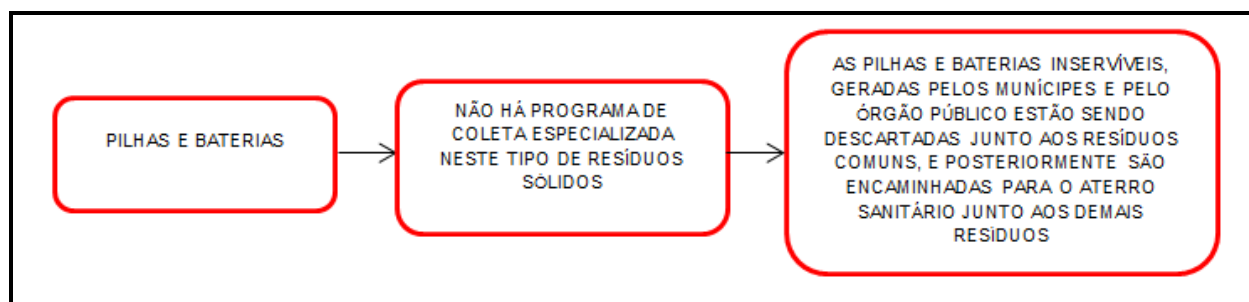 PILHAS E BATERIAS
NÃO HÁ PROGRAMA DE
COLETA ESPECIALIZADA
NESTE TIPO DE RESÍDUOS
SÓLIDOS
AS PILHAS E BATERIAS INSERVÍVEIS,
GERADAS PELOS MUNÍCIPES E PELO
ÓRGÃO PÚBLICO ESTÃO SENDO
DESCARTADAS JUNTO AOS RESÍDUOS
COMUNS, E POSTERIORMENTE SÃO
ENCAMINHADAS PARA O ATERRO
SANITÁRIO JUNTO AOS DEMAIS
RESÍDUOS